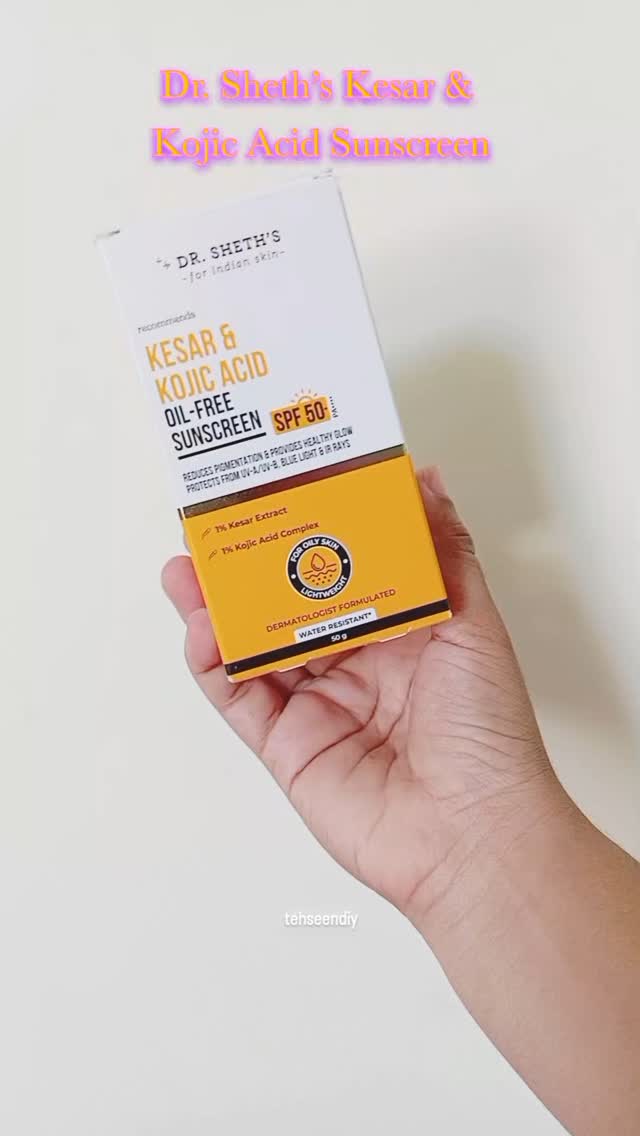 Dr. Sheth's Kesar &
Kojic Acid Sunscreen
DR. SHETH'S
-for indian skin-
recommends
KESAR &
KOJIC ACID
OIL-FREE
SUNSCREEN
SPF 50+
PA++++
REDUCES PIGMENTATION & PROVIDES HEALTHY GLOW
PROTECTS FROM UV-A/UV-B, BLUE LIGHT & IR RAYS
1% Kesar Extract
1% Kojic Acid Complex
FOR OILY SKIN
LIGHTWEIGHT
DERMATOLOGIST FORMULATED
WATER RESISTANT*
50 g
tehseendiy